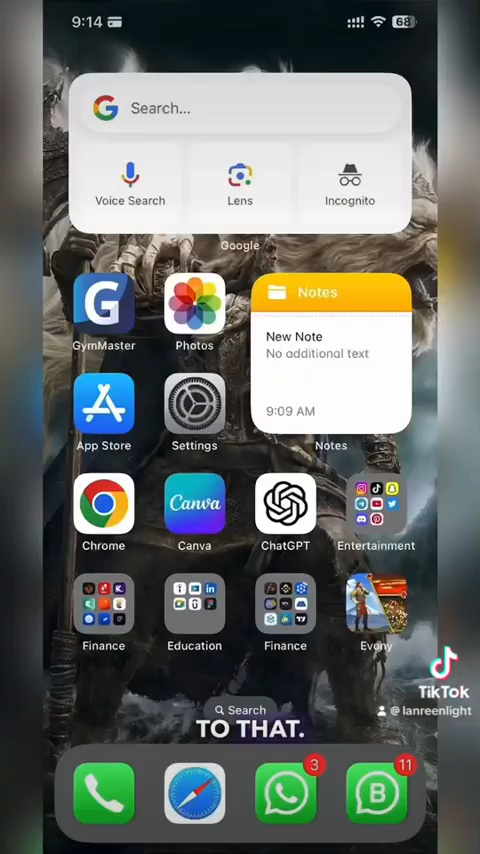 9:14
68
Search...
Voice Search
Lens
Incognito
Google
G
GymMaster
Photos
Notes
New Note
No additional text
9:09 AM
App Store
Settings
Notes
Canva
Chrome
Canva
ChatGPT
Entertainment
Finance
Education
Finance
Evony
TikTok
@ lanreenlight
Search
TO THAT.
3
B
11